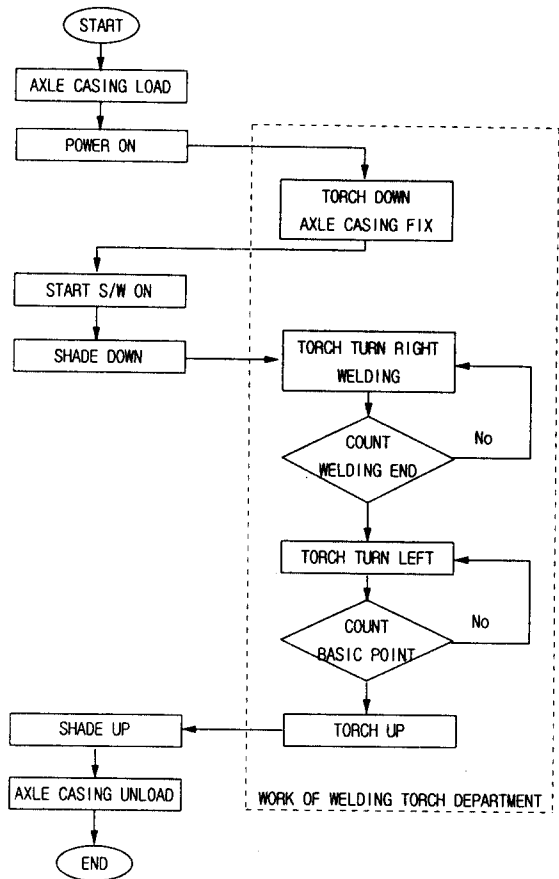 START
AXLE CASING LOAD
POWER ON
TORCH DOWN
AXLE CASING FIX
START S/W ON
SHADE DOWN
TORCH TURN RIGHT
WELDING
COUNT
WELDING END
No
TORCH TURN LEFT
COUNT
BASIC POINT
No
TORCH UP
SHADE UP
AXLE CASING UNLOAD
WORK OF WELDING TORCH DEPARTMENT
END